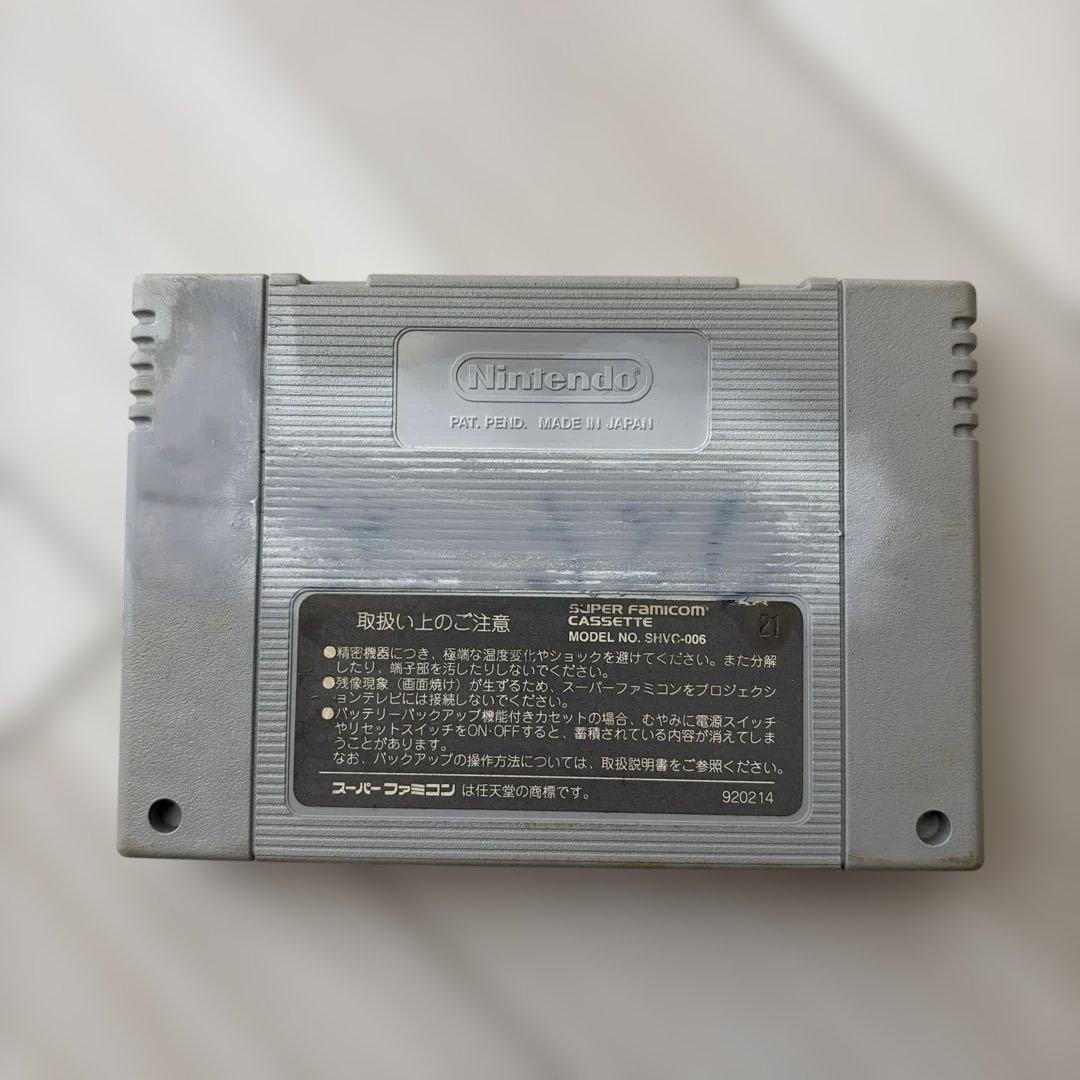 Nintendo®
PAT. PEND. MADE IN JAPAN
取扱い上のご注意
SUPER FAMICOM
CASSETTE
MODEL NO. SHVC-006
21
●精密機器につき、極端な温度変化やショックを避けてください。また分解
したり、端子部を汚したりしないでください。
●残像現象(画面焼け)が生ずるため、スーパーファミコンをプロジェクシ
ョンテレビには接続しないでください。
●バッテリーバックアップ機能付きカセットの場合、むやみに電源スイッチ
やリセットスイッチをON・OFFすると、蓄積されている内容が消えてしま
うことがあります。
なお、バックアップの操作方法については、取扱説明書をご参照ください。
スーパーファミコンは任天堂の商標です。
920214